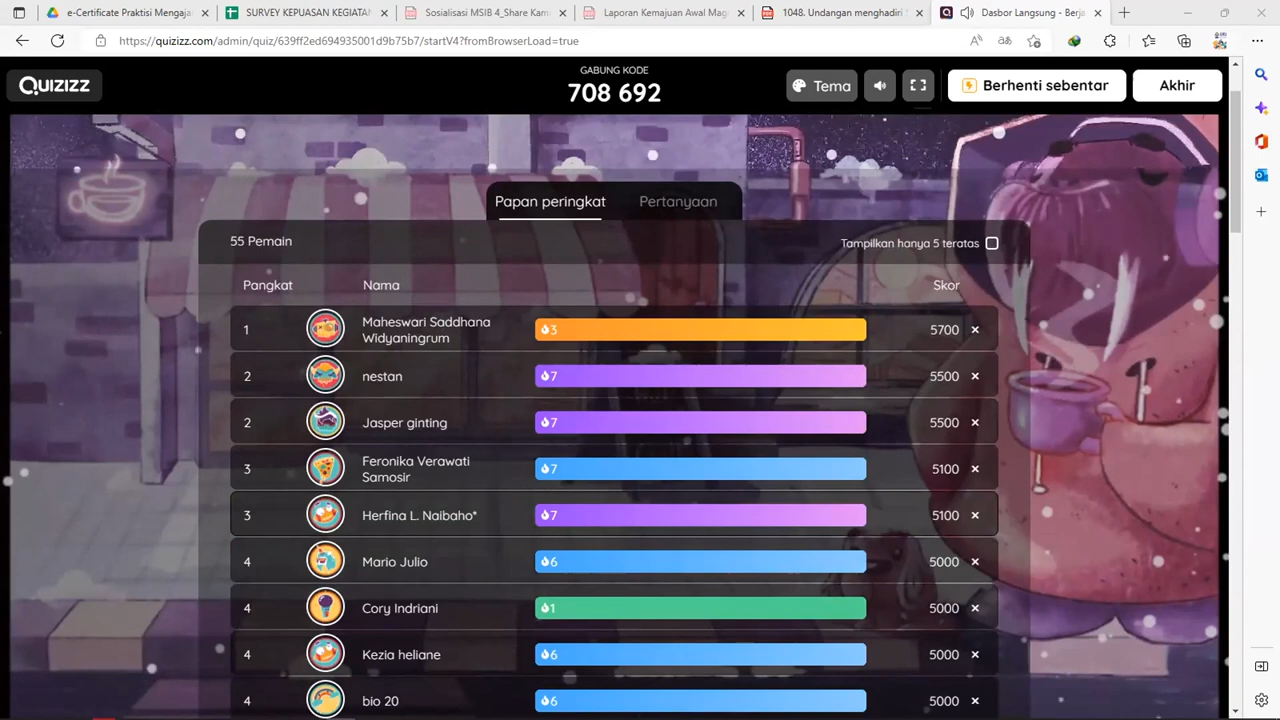 e-Certificate Praktisi Mengajar
SURVEY KEPUASAN KEGIATAN
Sosialisasi MSIB_Share Kam
Laporan Kemajuan Awal Mag
1048. Undangan menghadiri S
Dasbor Langsung - Berja
https://quizizz.com/admin/quiz/639ff2ed694935001d9b75b7/startV4?fromBrowserLoad=true
QUIZIZZ
GABUNG KODE
708 692
Tema
Berhenti sebentar
Akhir
Papan peringkat
Pertanyaan
55 Pemain
Tampilkan hanya 5 teratas
Pangkat Nama Skor
1 Maheswari Saddhana Widyaningrum 3 5700
2 nestan 7 5500
2 Jasper ginting 7 5500
3 Feronika Verawati Samosir 7 5100
3 Herfina L. Naibaho* 7 5100
4 Mario Julio 6 5000
4 Cory Indriani 1 5000
4 Kezia heliane 6 5000
4 bio 20 6 5000